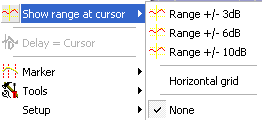 Show range at cursor
Delay = Cursor
Marker
Tools
Setup
Range +/- 3dB
Range +/- 6dB
Range +/- 10dB
Horizontal grid
None